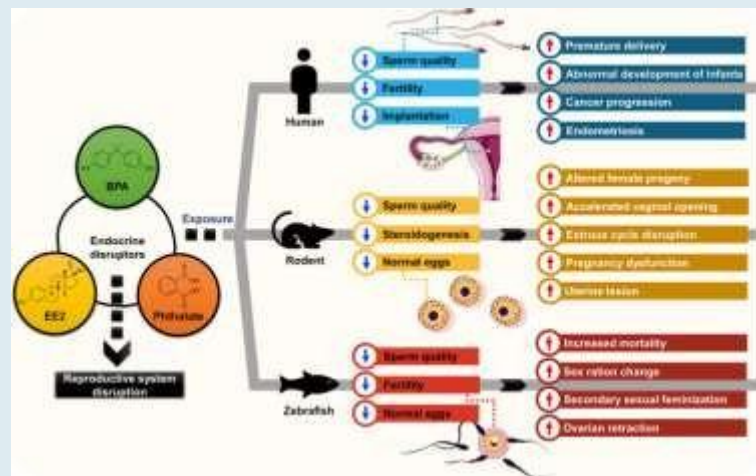 BPA
EE2
Phthalate
Endocrine
disruptors
Reproductive system
disruption
Exposure
Human
Sperm quality
Fertility
Implantation
Premature delivery
Abnormal development of infants
Cancer progression
Endometriosis
Rodent
Sperm quality
Steroidogenesis
Normal eggs
Altered female progeny
Accelerated vaginal opening
Estrous cycle disruption
Pregnancy dysfunction
Uterine lesion
Zebrafish
Sperm quality
Fertility
Normal eggs
Increased mortality
Sex ration change
Secondary sexual feminization
Ovarian retraction